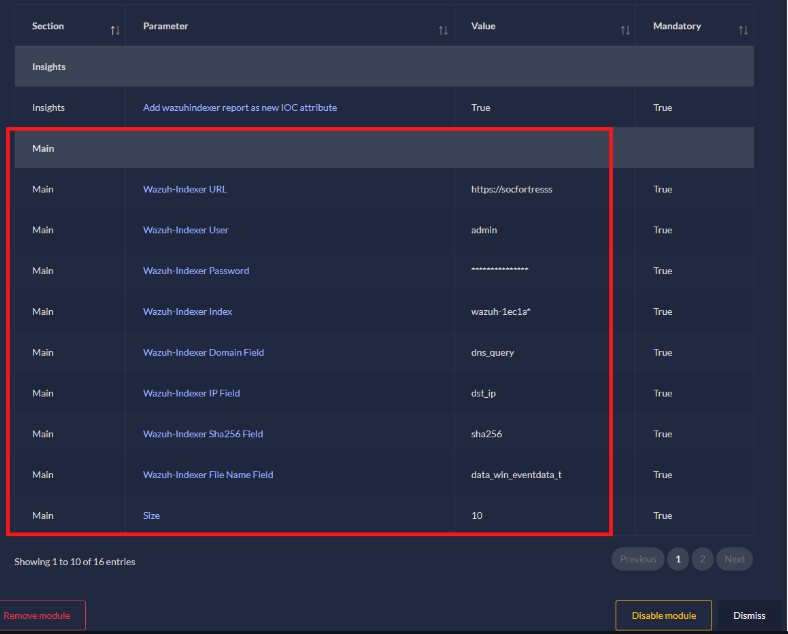 Section Parameter Value Mandatory
Insights
Insights Add wazuhindexer report as new IOC attribute True True
Main
Main Wazuh-Indexer URL https://socfortresss True
Main Wazuh-Indexer User admin True
Main Wazuh-Indexer Password *************** True
Main Wazuh-Indexer Index wazuh-1ec1a* True
Main Wazuh-Indexer Domain Field dns_query True
Main Wazuh-Indexer IP Field dst_ip True
Main Wazuh-Indexer Sha256 Field sha256 True
Main Wazuh-Indexer File Name Field data_win_eventdata_t True
Main Size 10 True
Showing 1 to 10 of 16 entries Previous 1 2 Next
Remove module Disable module Dismiss